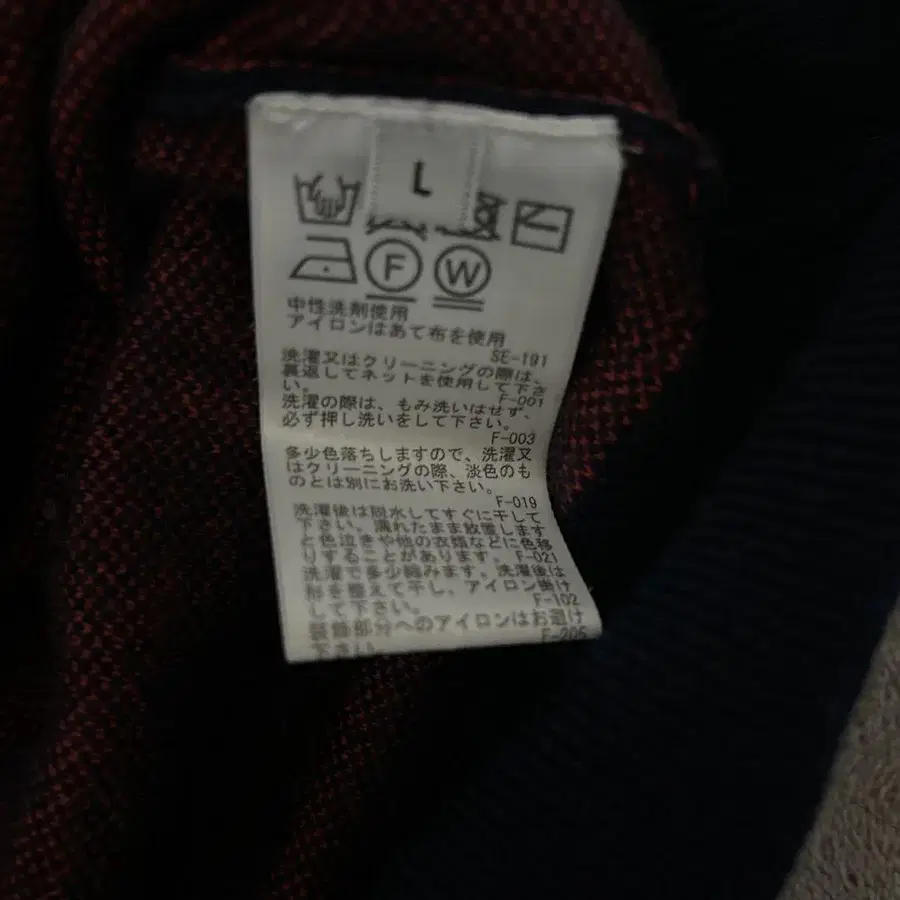 L
F W
中性洗剤使用
アイロンはあて布を使用
SE-191
洗濯又はクリーニングの際は、
裏返してネットを使用して下さ
い。
F-001
洗濯の際は、もみ洗いはせず、
必ず押し洗いをして下さい。
F-003
多少色落ちしますので、洗濯又
はクリーニングの際、淡色のも
のとは別にお洗い下さい。
F-019
洗濯後は脱水してすぐに干して
下さい。濡れたまま放置します
と色泣きや他の衣類などに色移
りすることがあります。F-021
洗濯で多少縮みます。洗濯後は
形を整えて干し、アイロン掛け
して下さい。
F-102
装飾部分へのアイロンはお避け
下さい。
F-205